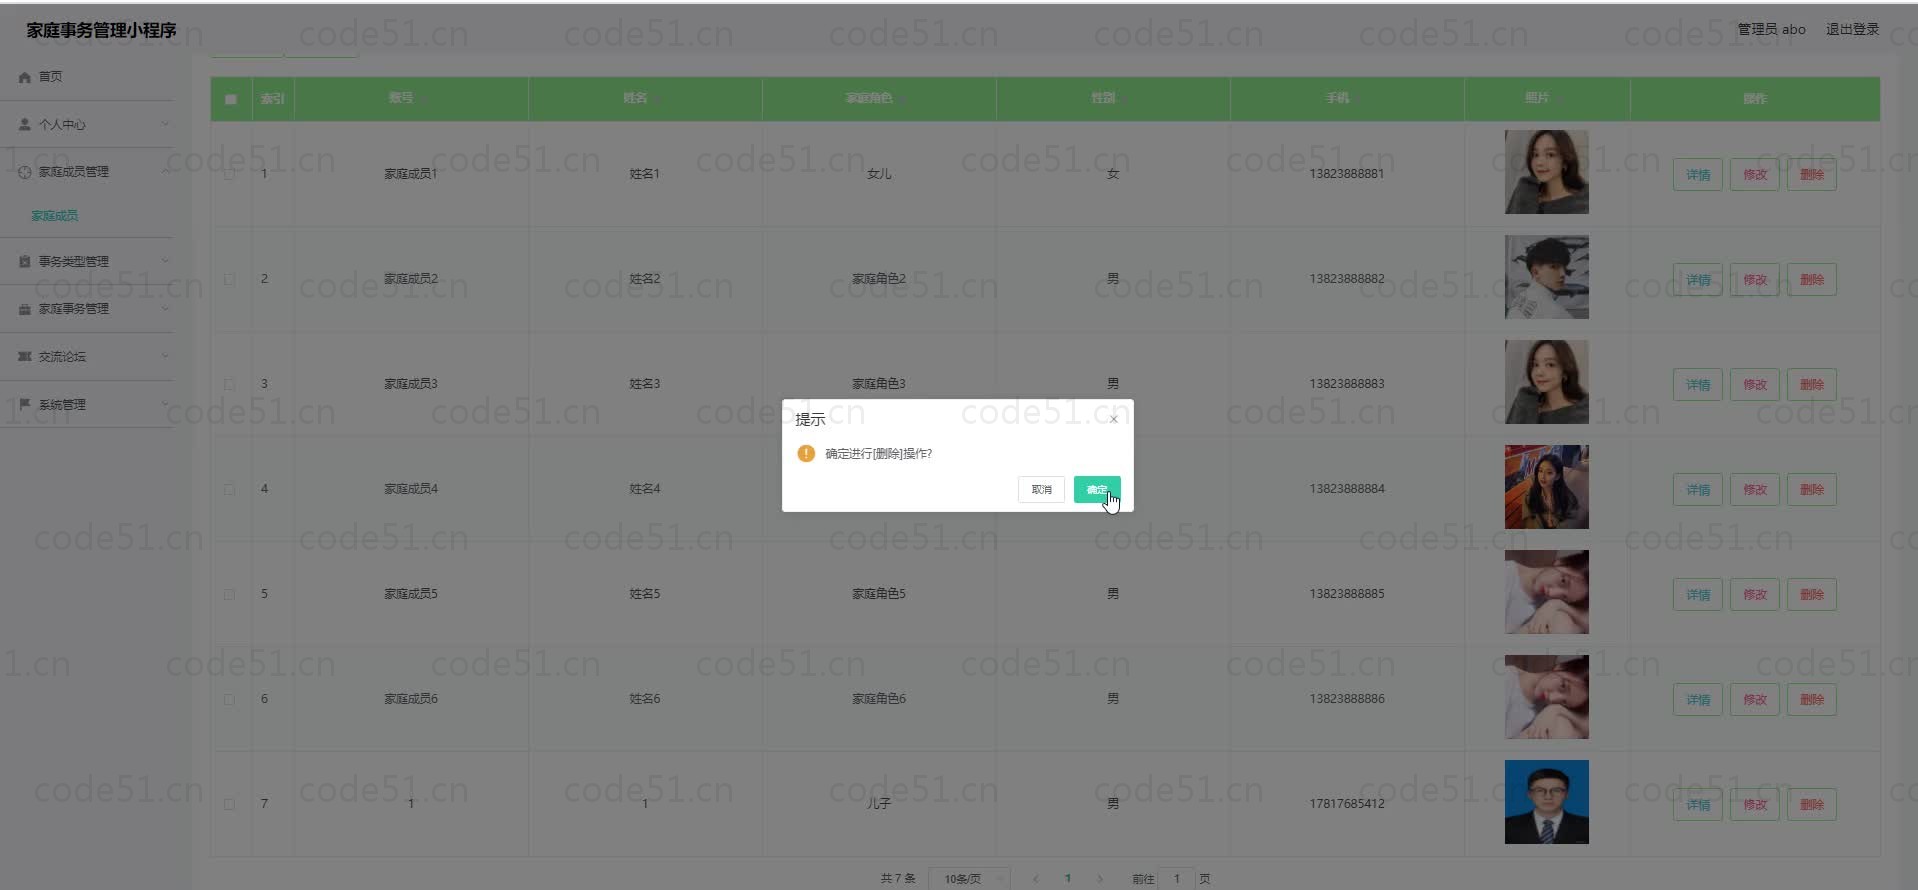 家庭事务管理小程序
管理员 abo 退出登录
首页
个人中心
家庭成员管理
家庭成员
事务类型管理
家庭事务管理
交流论坛
系统管理
索引 账号 姓名 家庭角色 性别 手机 照片 操作
1 家庭成员1 姓名1 女儿 女 13823888881 详情 修改 删除
2 家庭成员2 姓名2 家庭角色2 男 13823888882 详情 修改 删除
3 家庭成员3 姓名3 家庭角色3 男 13823888883 详情 修改 删除
4 家庭成员4 姓名4 13823888884 详情 修改 删除
5 家庭成员5 姓名5 家庭角色5 男 13823888885 详情 修改 删除
6 家庭成员6 姓名6 家庭角色6 男 13823888886 详情 修改 删除
7 1 1 儿子 男 17817685412 详情 修改 删除
提示 ×
确定进行[删除]操作?
取消 确定
共 7 条 10条/页 1 前往 1 页
code51.cn